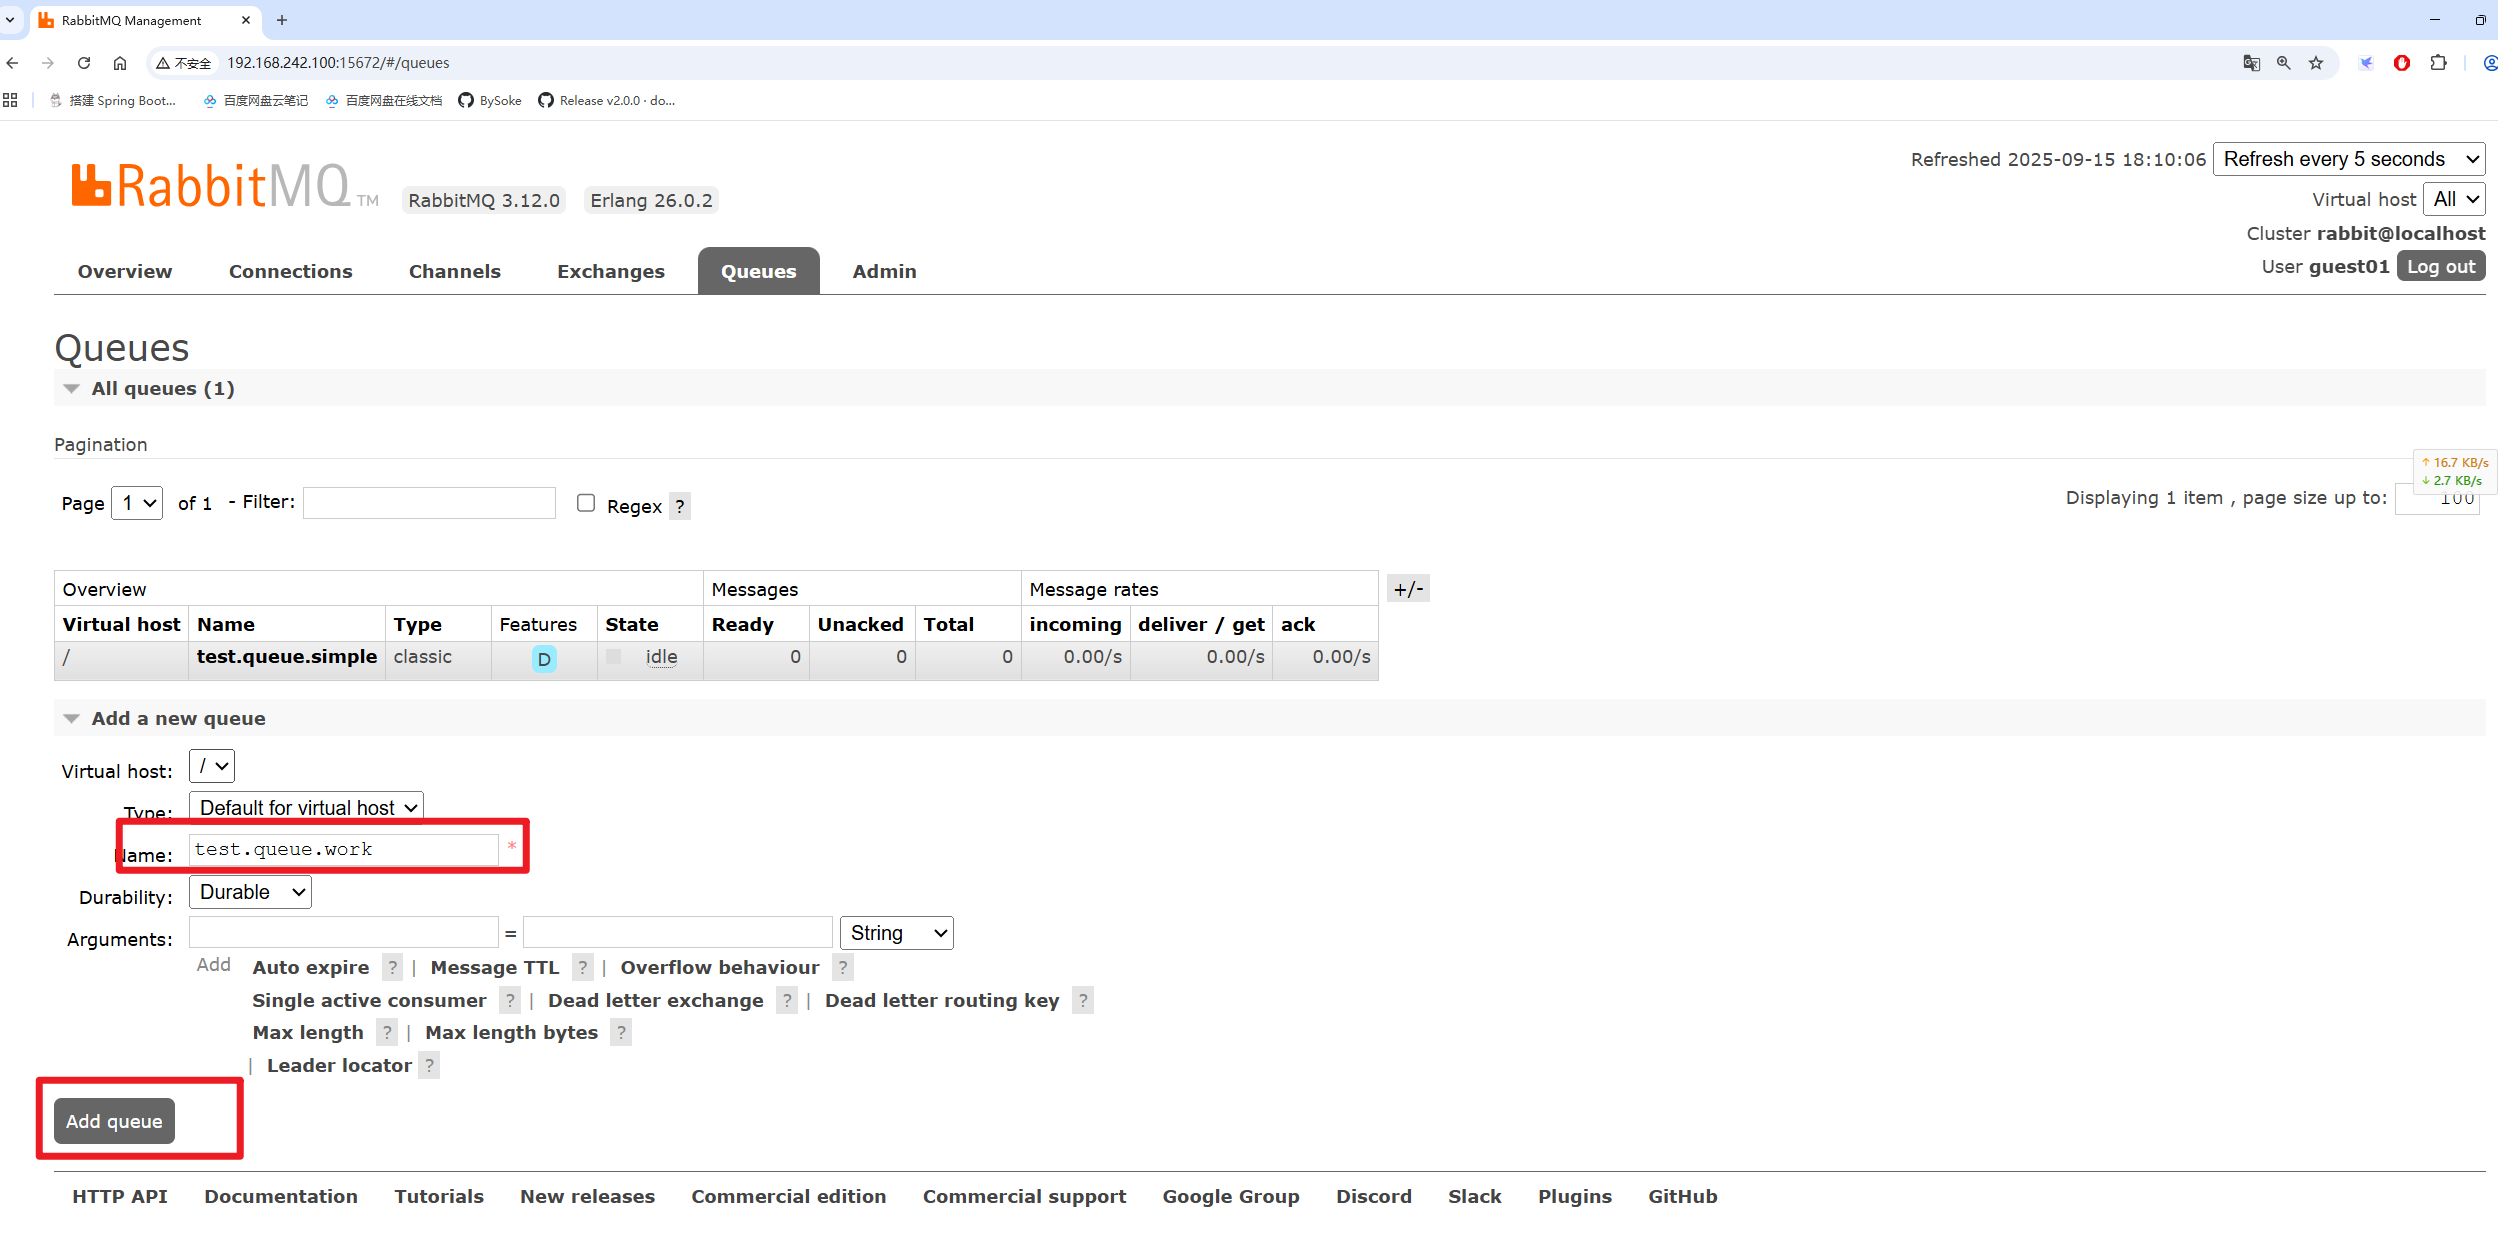 RabbitMQ Management
不安全 192.168.242.100:15672/#/queues
搭建 Spring Boot... 百度网盘云笔记 百度网盘在线文档 BySoke Release v2.0.0 · do...
RabbitMQ TM RabbitMQ 3.12.0 Erlang 26.0.2
Refreshed 2025-09-15 18:10:06 Refresh every 5 seconds
Virtual host All
Cluster rabbit@localhost
User guest01 Log out
Overview Connections Channels Exchanges Queues Admin
Queues
All queues (1)
Pagination
↑ 16.7 KB/s
↓ 2.7 KB/s
Page 1 of 1 - Filter: Regex ? Displaying 1 item , page size up to: 100
Overview Messages Message rates +/-
Virtual host Name Type Features State Ready Unacked Total incoming deliver / get ack
/ test.queue.simple classic D idle 0 0 0 0.00/s 0.00/s 0.00/s
Add a new queue
Virtual host: /
Type: Default for virtual host
Name: test.queue.work *
Durability: Durable
Arguments: = String
Add Auto expire ? | Message TTL ? | Overflow behaviour ?
Single active consumer ? | Dead letter exchange ? | Dead letter routing key ?
Max length ? | Max length bytes ?
| Leader locator ?
Add queue
HTTP API Documentation Tutorials New releases Commercial edition Commercial support Google Group Discord Slack Plugins GitHub